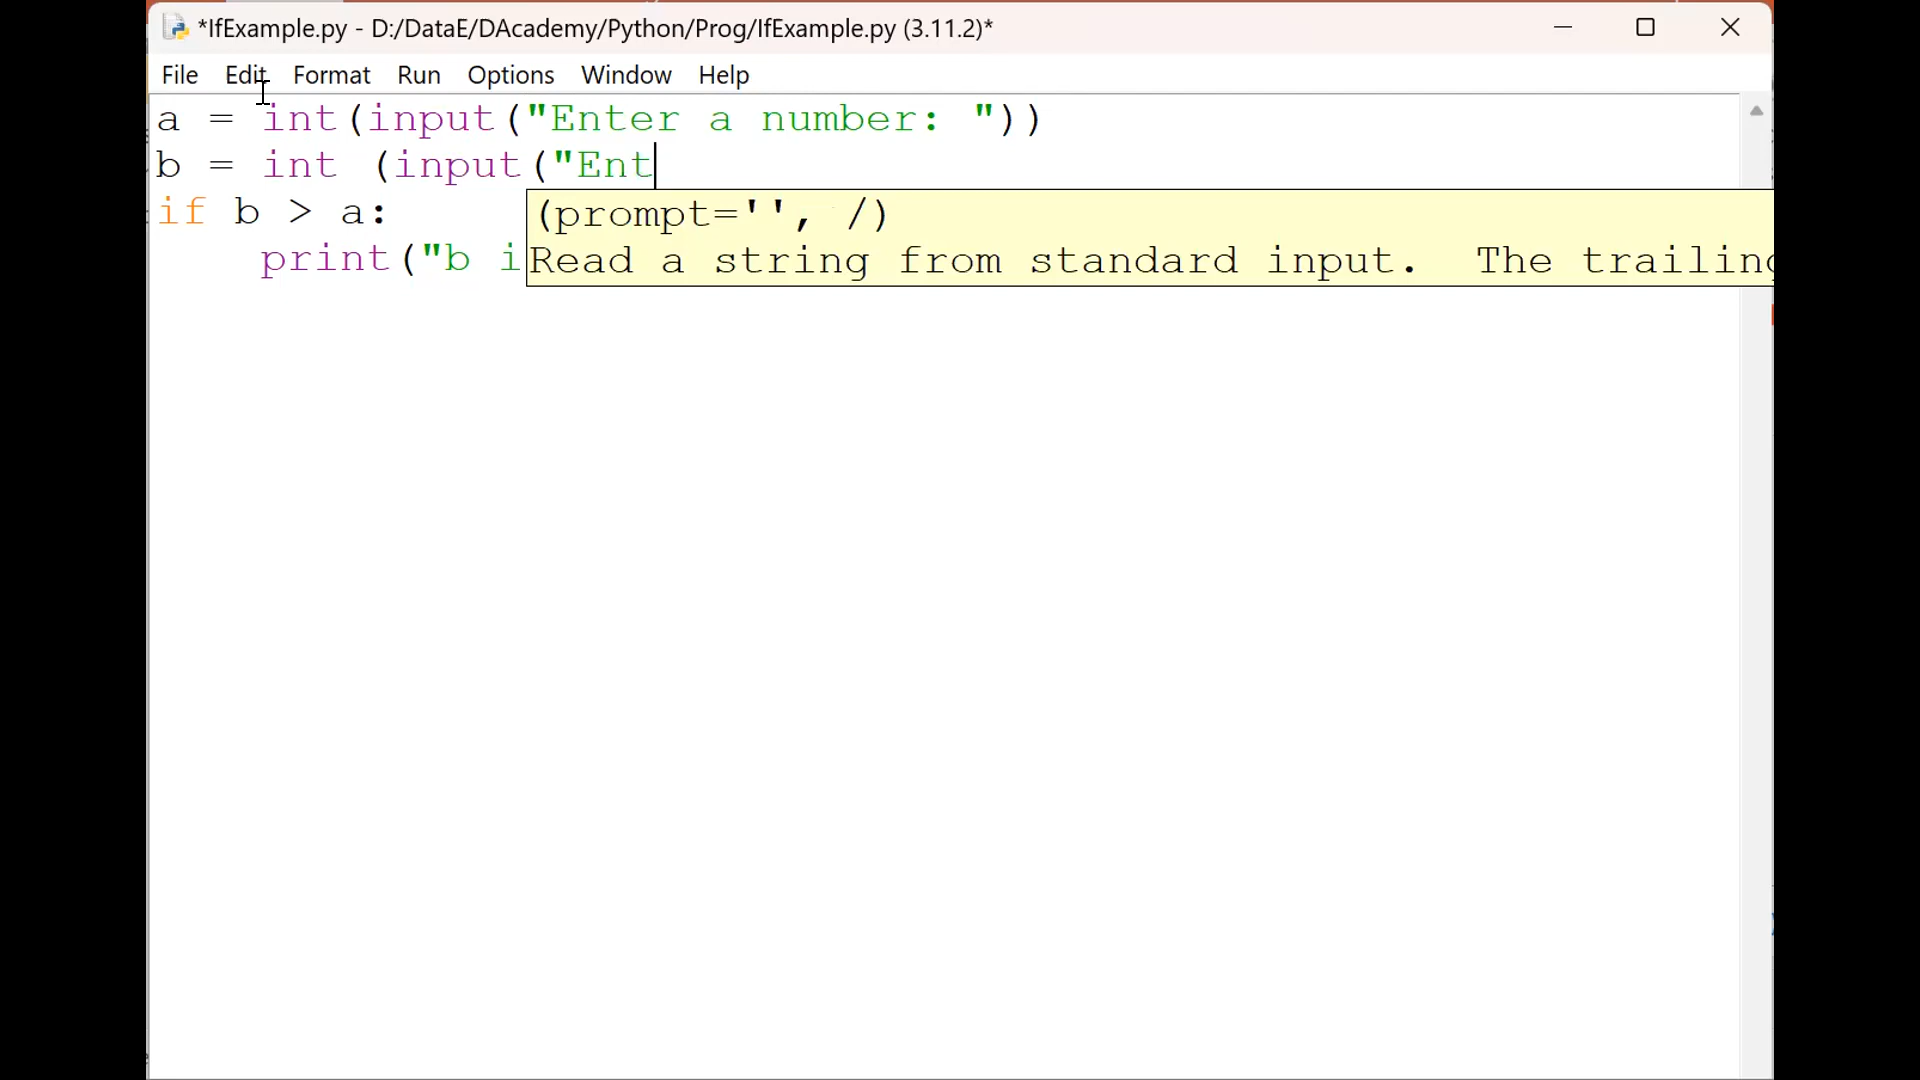 *IfExample.py - D:/DataE/DAcademy/Python/Prog/IfExample.py (3.11.2)*
File Edit Format Run Options Window Help
a = int(input("Enter a number: "))
b = int (input("Ent
if b > a:
(prompt='', /)
print("b i
Read a string from standard input. The trailing